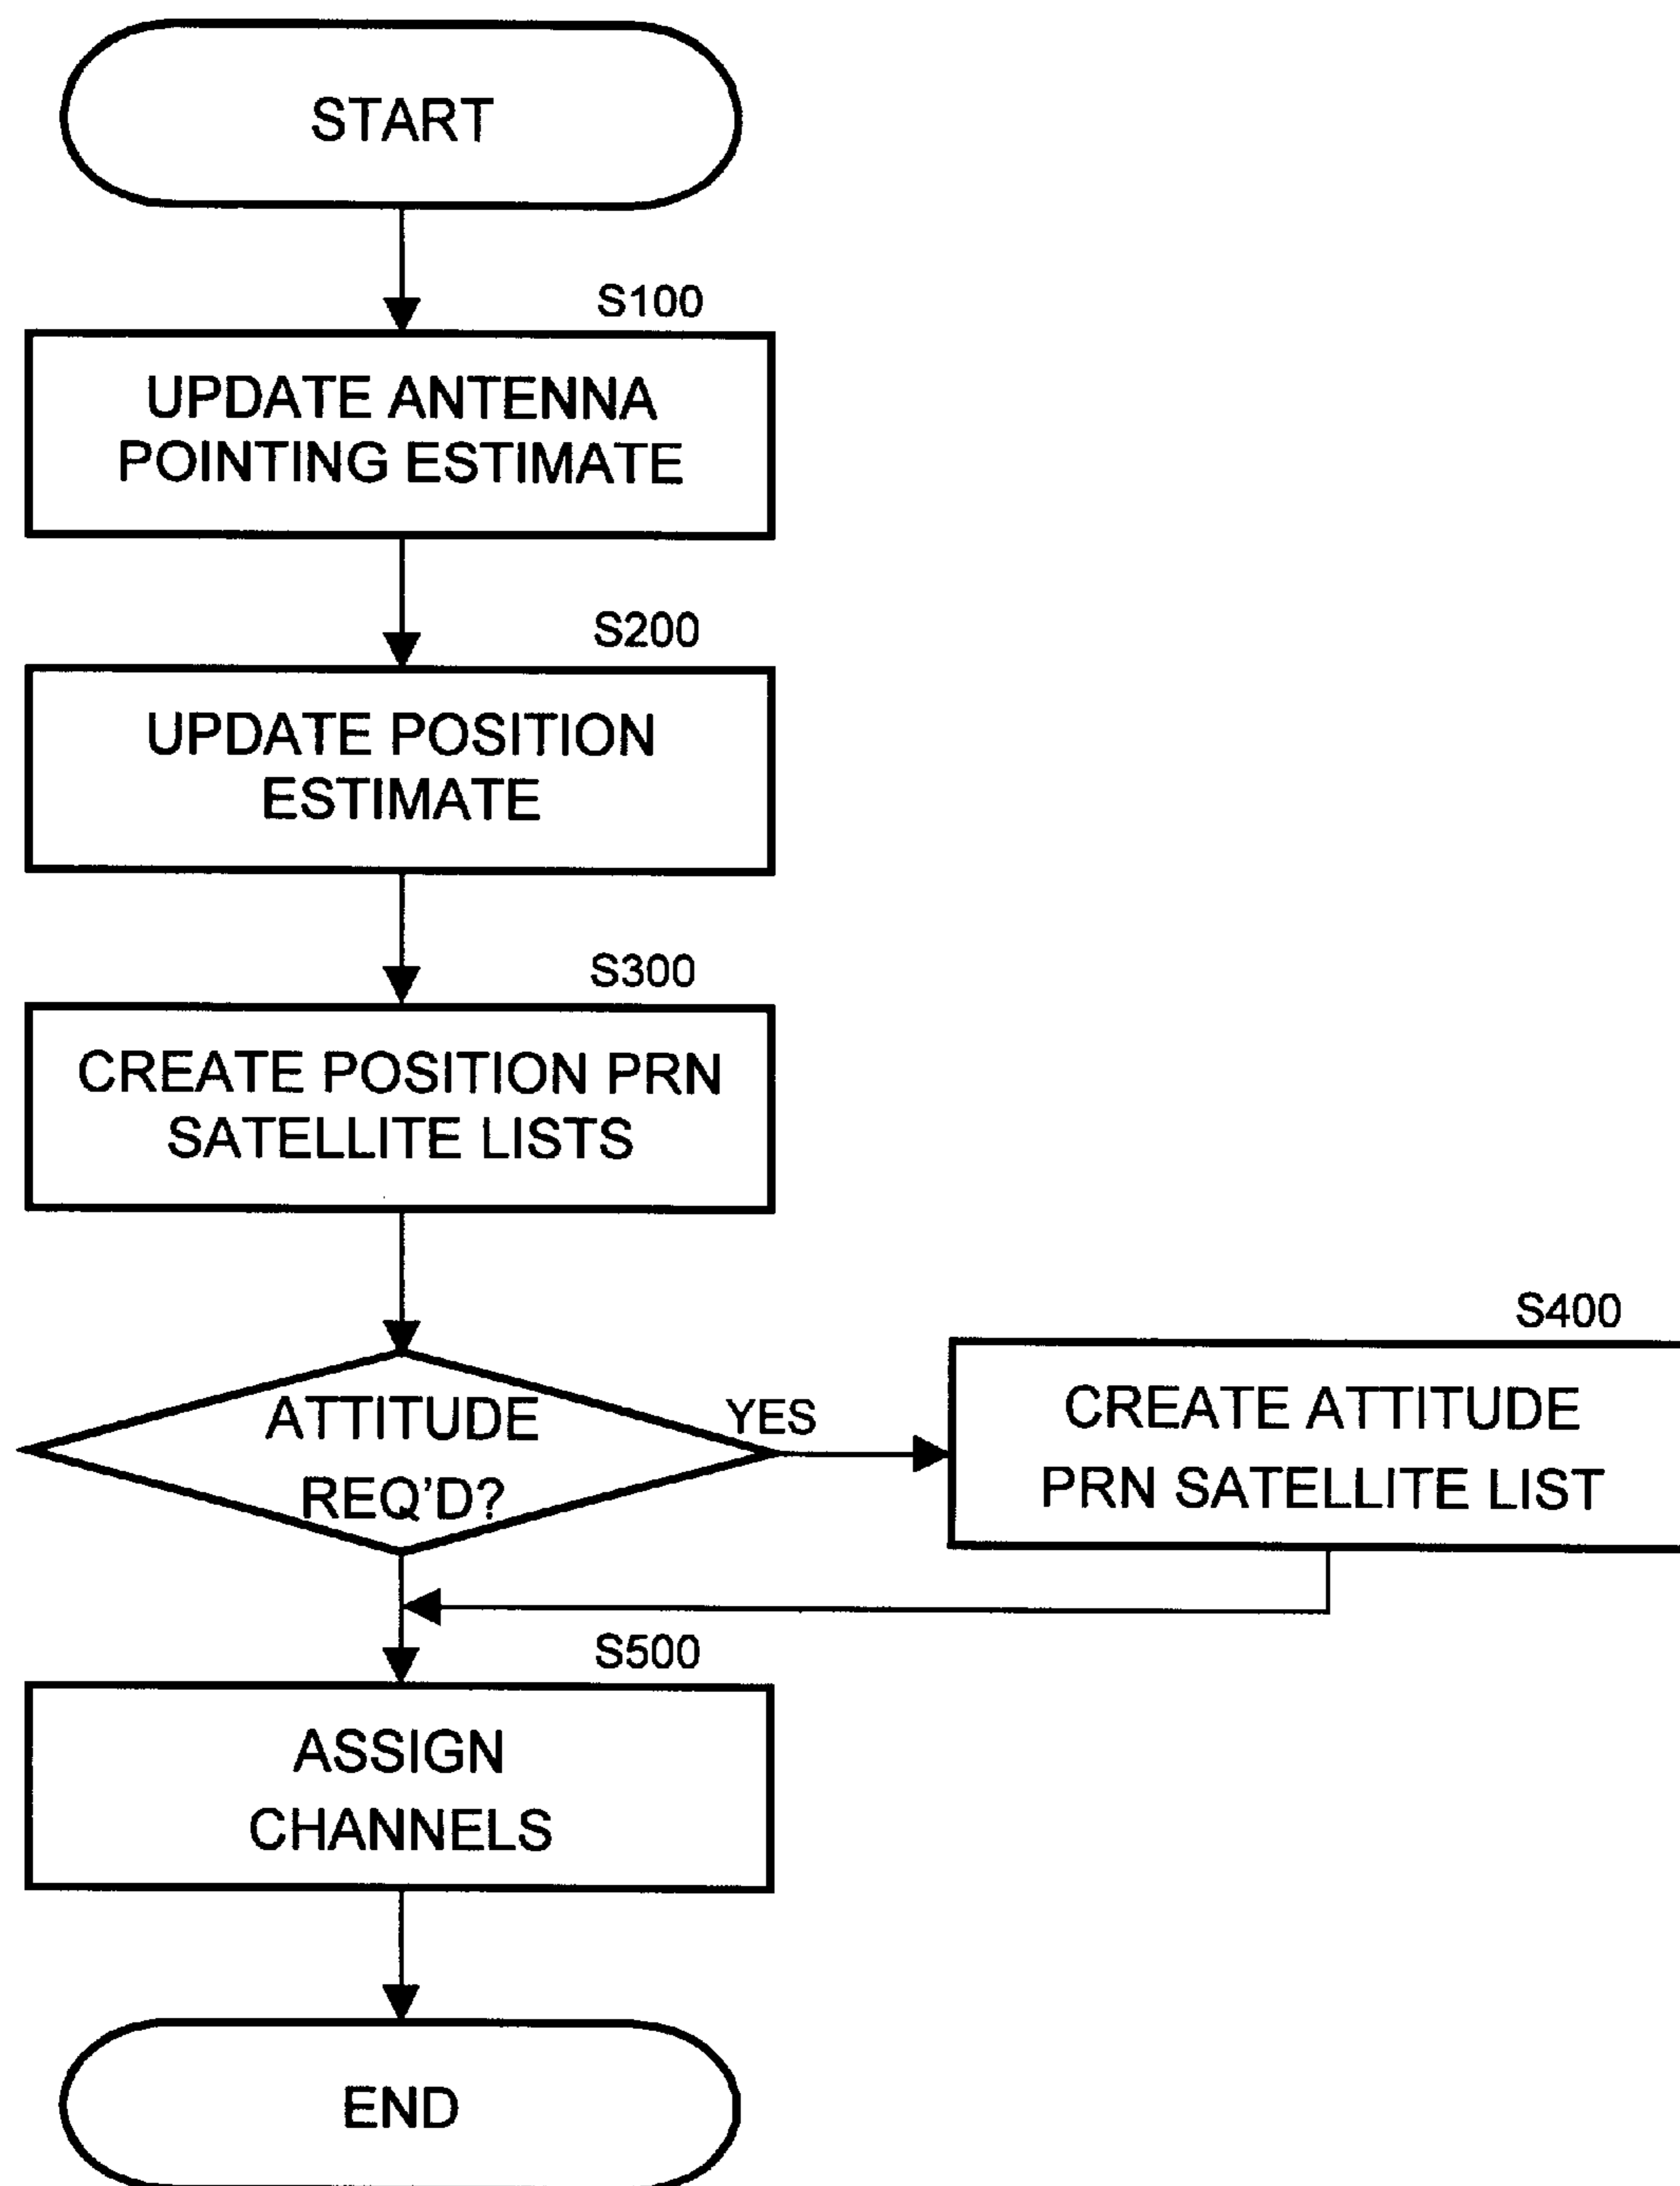 START
S100
UPDATE ANTENNA
POINTING ESTIMATE
S200
UPDATE POSITION
ESTIMATE
S300
CREATE POSITION PRN
SATELLITE LISTS
ATTITUDE
REQ'D?
YES
S400
CREATE ATTITUDE
PRN SATELLITE LIST
S500
ASSIGN
CHANNELS
END